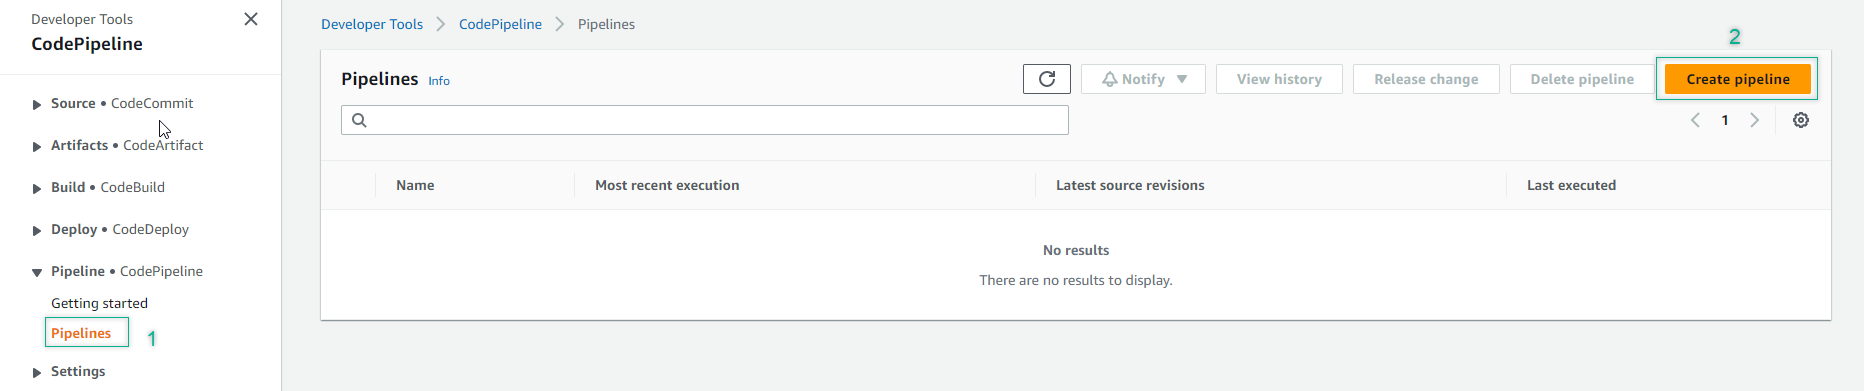 Developer Tools
CodePipeline
Source • CodeCommit
Artifacts • CodeArtifact
Build • CodeBuild
Deploy • CodeDeploy
Pipeline • CodePipeline
Getting started
Pipelines 1
Settings
Developer Tools > CodePipeline > Pipelines
2
Pipelines Info Notify View history Release change Delete pipeline Create pipeline
1
Name Most recent execution Latest source revisions Last executed
No results
There are no results to display.